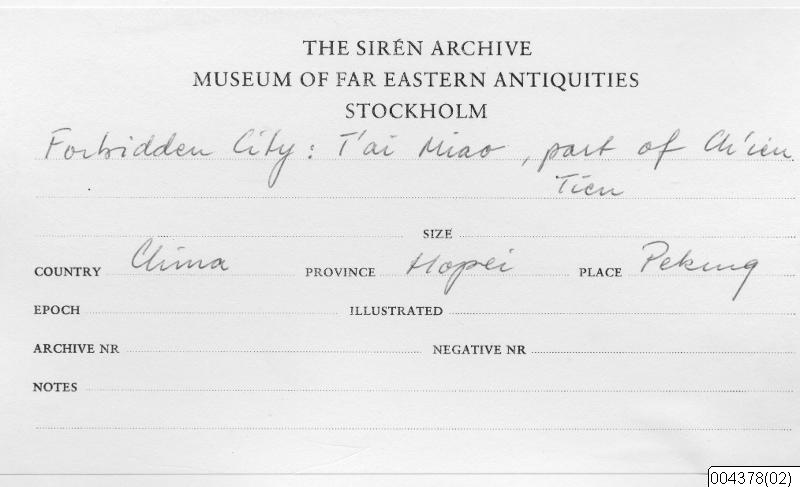 THE SIRÉN ARCHIVE
MUSEUM OF FAR EASTERN ANTIQUITIES
STOCKHOLM
Forbidden City: T'ai Miao, part of Ch'ien
Tien
SIZE
COUNTRY China PROVINCE Hopei PLACE Peking
EPOCH ILLUSTRATED
ARCHIVE NR NEGATIVE NR
NOTES
004378(02)